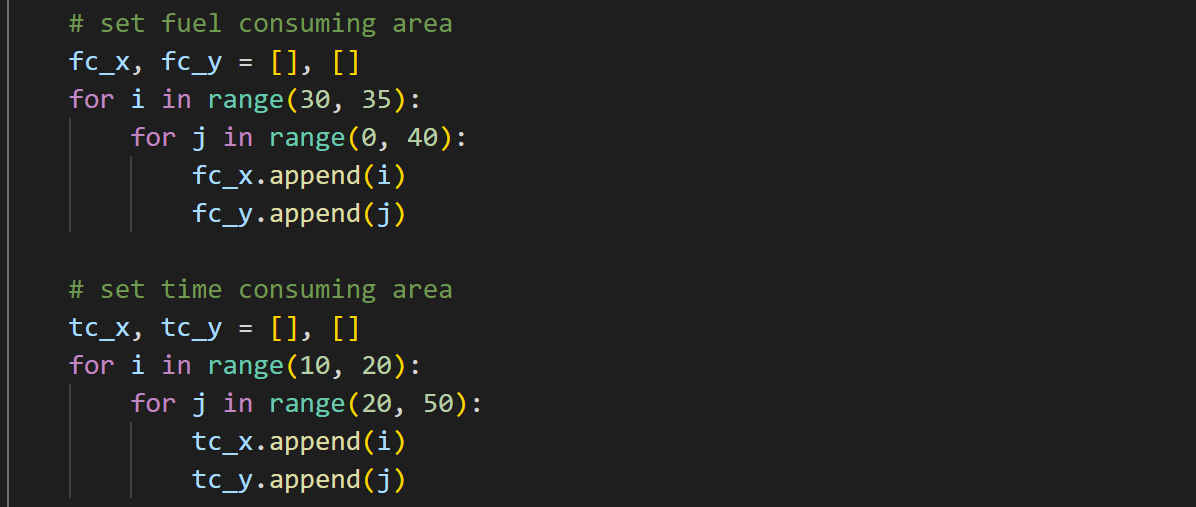 # set fuel consuming area
fc_x, fc_y = [], []
for i in range(30, 35):
    for j in range(0, 40):
        fc_x.append(i)
        fc_y.append(j)

# set time consuming area
tc_x, tc_y = [], []
for i in range(10, 20):
    for j in range(20, 50):
        tc_x.append(i)
        tc_y.append(j)